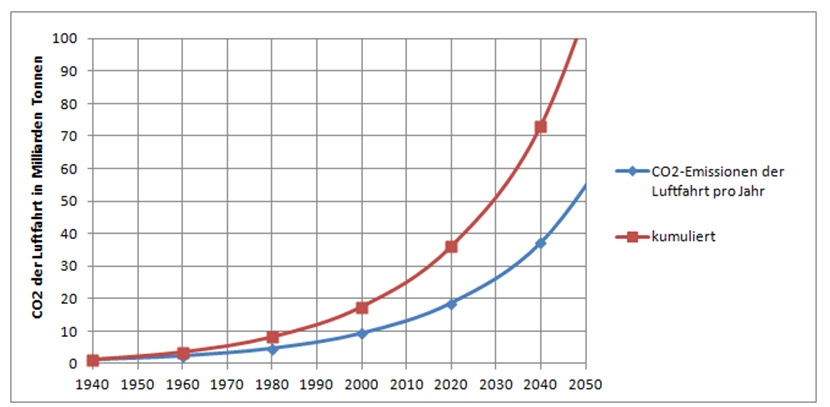 CO2 der Luftfahrt in Milliarden Tonnen
100
90
80
70
60
50
40
30
20
10
0
1940 1950 1960 1970 1980 1990 2000 2010 2020 2030 2040 2050
CO2-Emissionen der
Luftfahrt pro Jahr
kumuliert